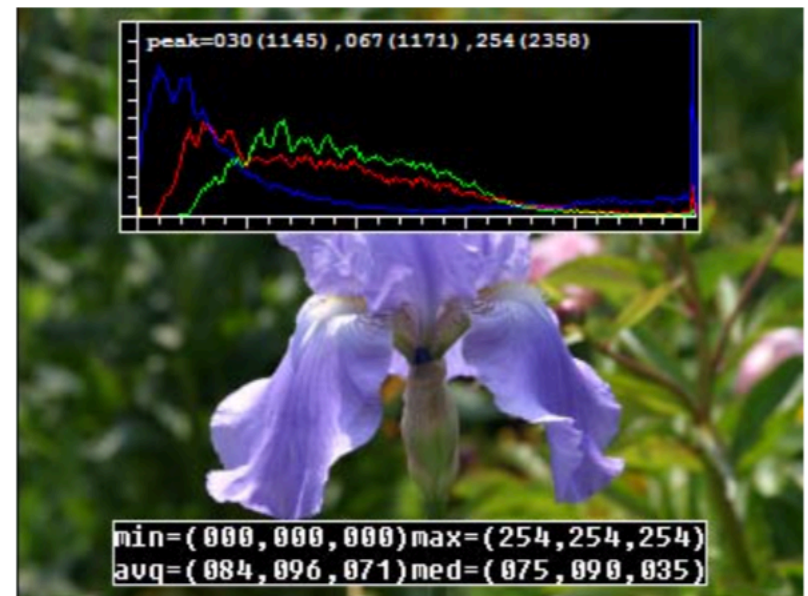 peak=030(1145),067(1171),254(2358)
min=(000,000,000)max=(254,254,254)
avq=(084,096,071)med=(075,090,035)